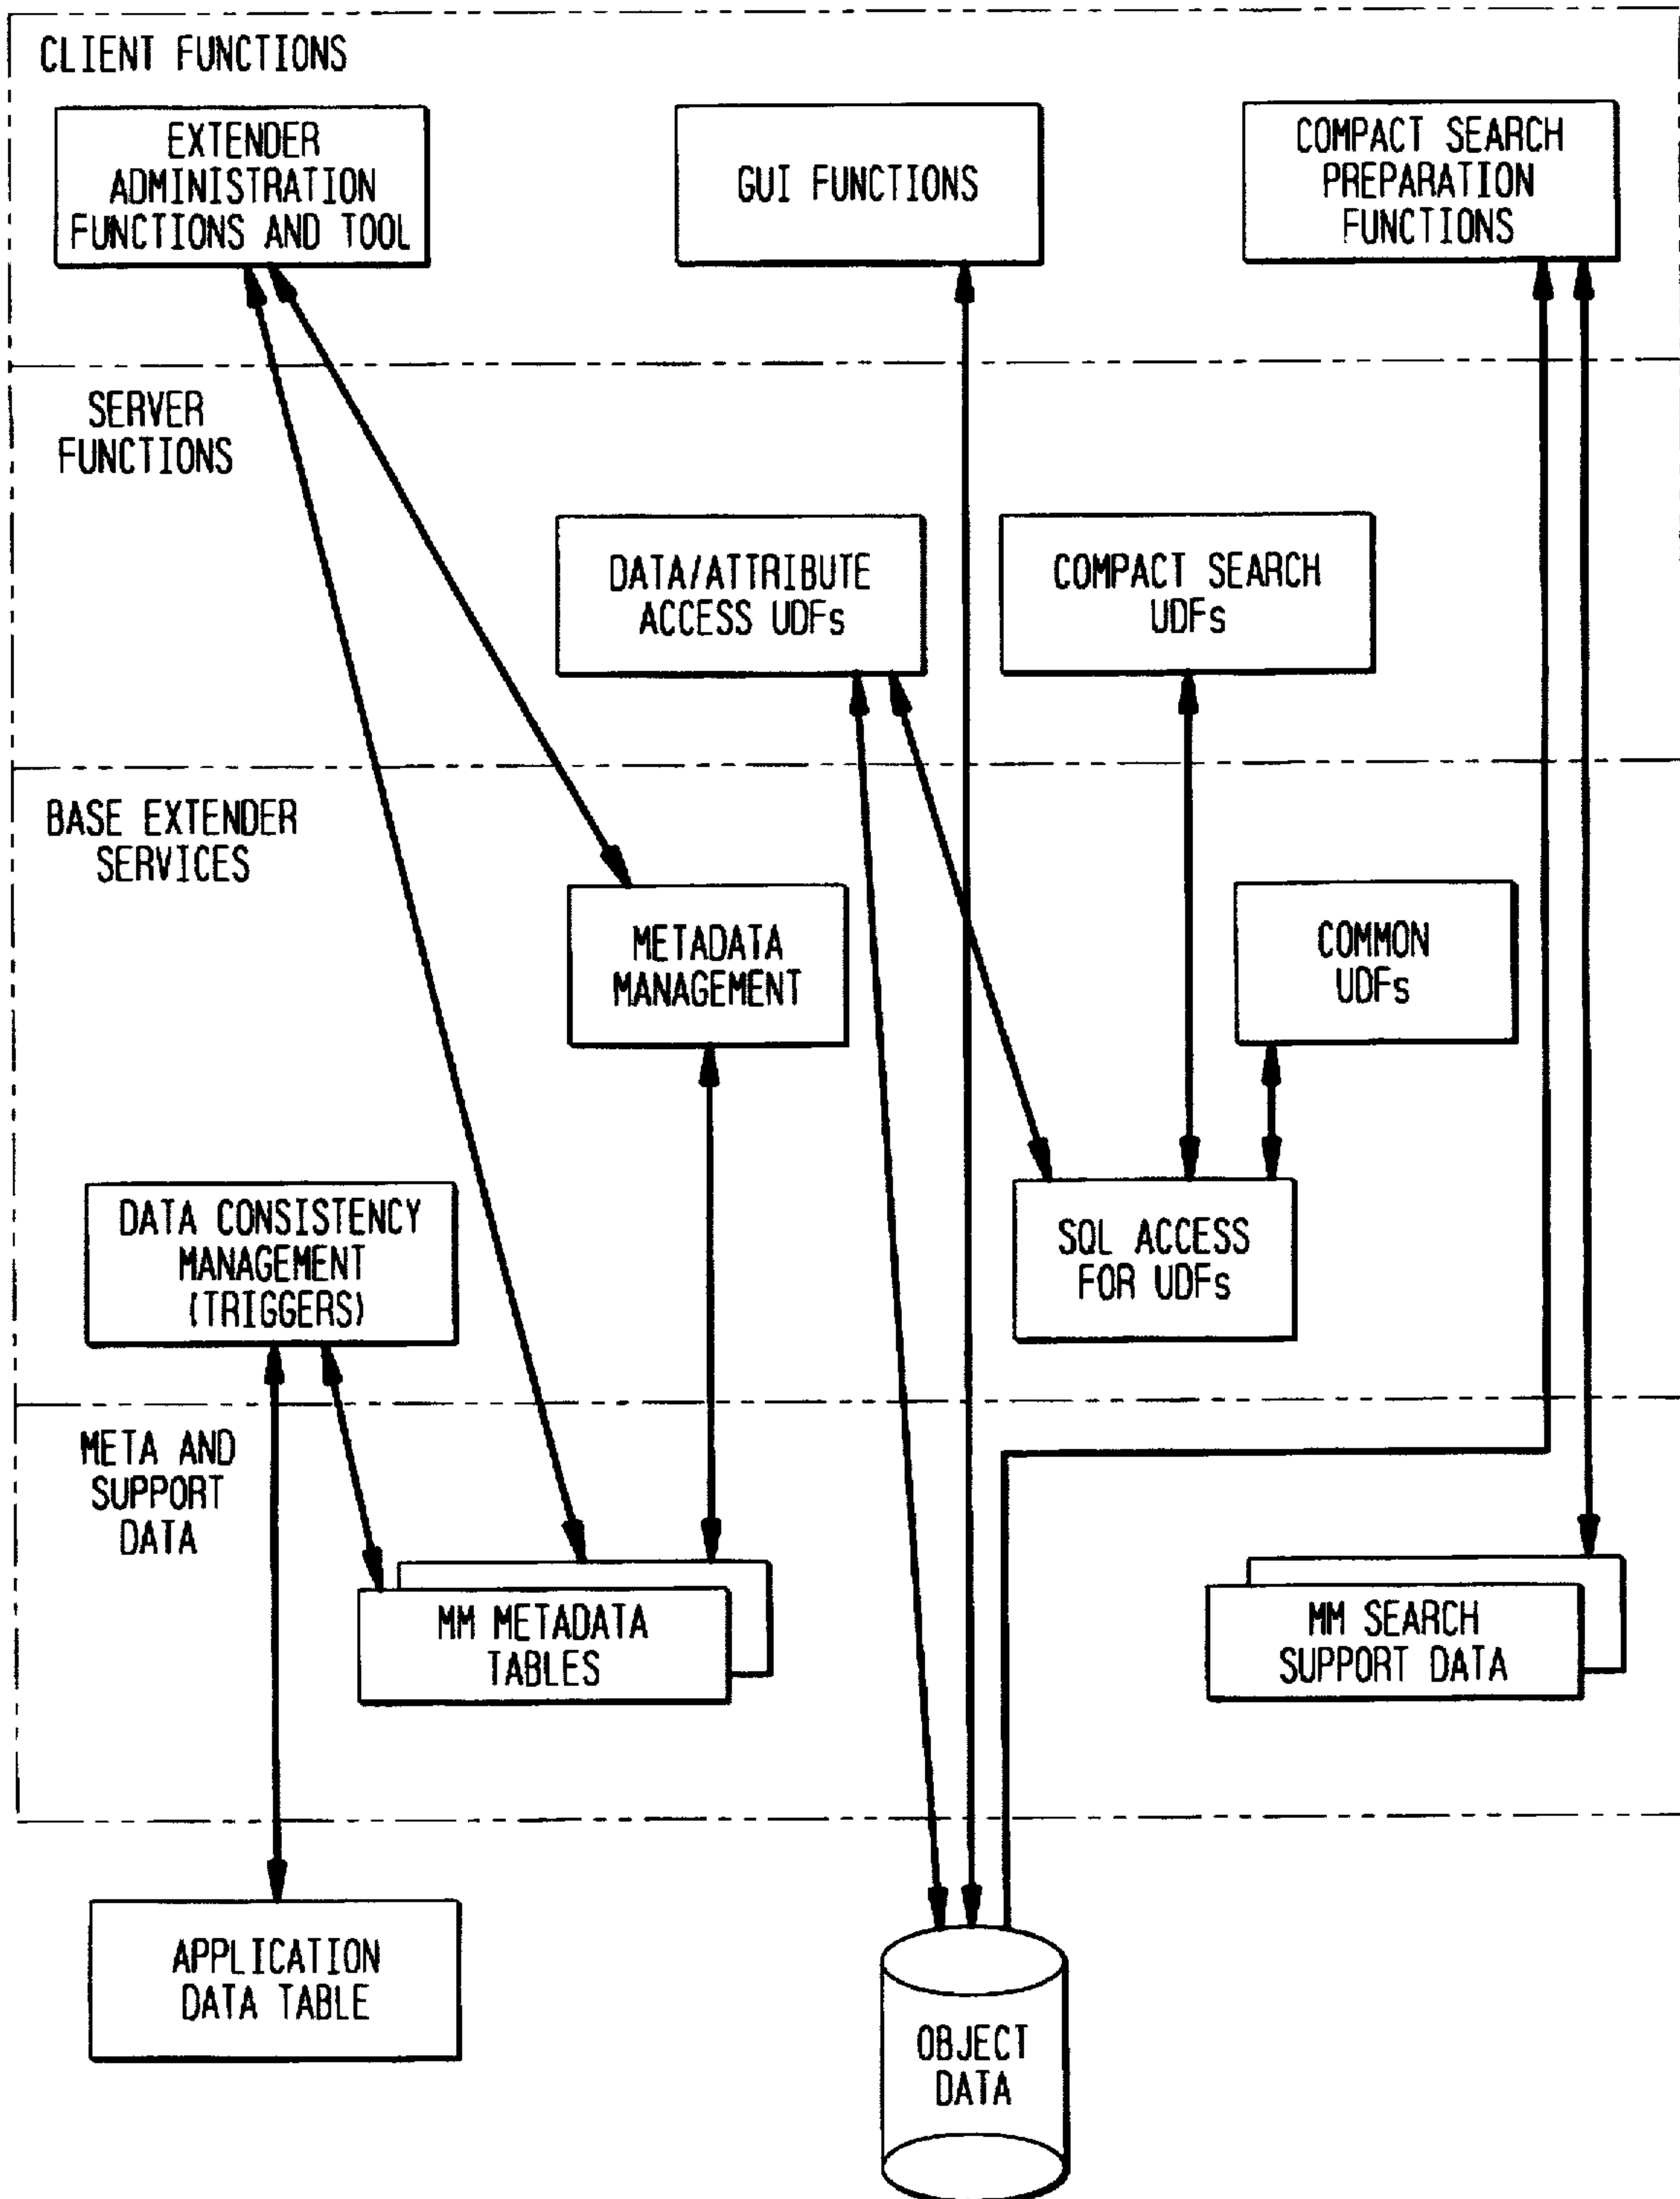 CLIENT FUNCTIONS
EXTENDER
ADMINISTRATION
FUNCTIONS AND TOOL
GUI FUNCTIONS
COMPACT SEARCH
PREPARATION
FUNCTIONS
SERVER
FUNCTIONS
DATA/ATTRIBUTE
ACCESS UDFs
COMPACT SEARCH
UDFs
BASE EXTENDER
SERVICES
METADATA
MANAGEMENT
COMMON
UDFs
DATA CONSISTENCY
MANAGEMENT
(TRIGGERS)
SQL ACCESS
FOR UDFs
META AND
SUPPORT
DATA
MM METADATA
TABLES
MM SEARCH
SUPPORT DATA
APPLICATION
DATA TABLE
OBJECT
DATA